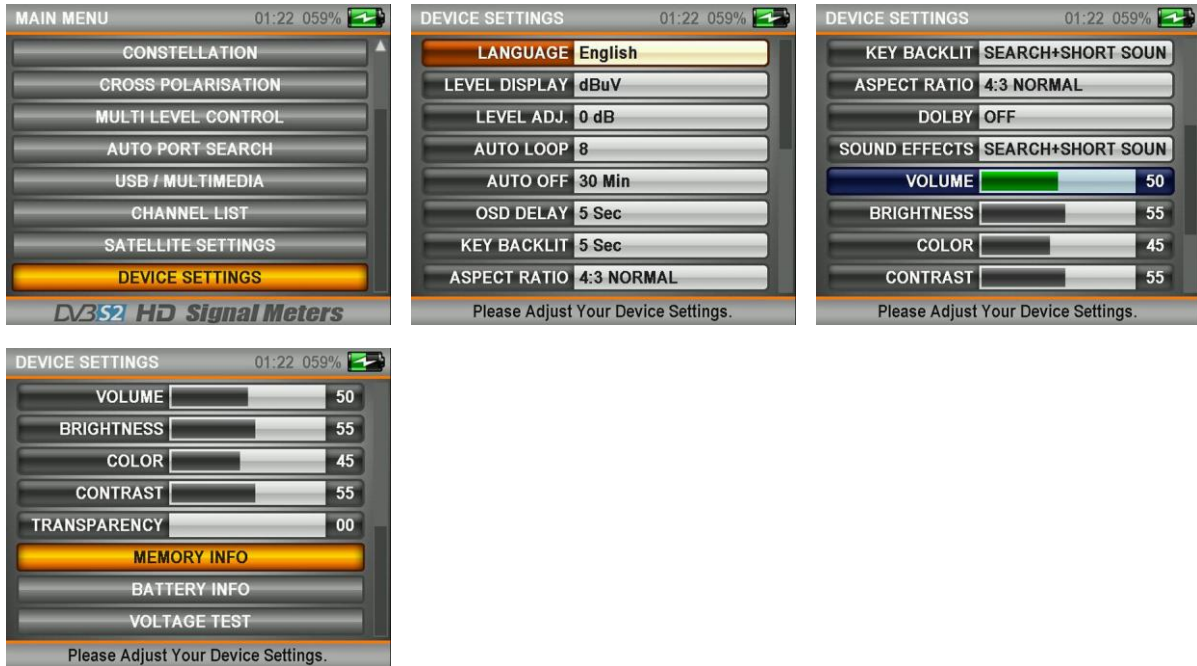 MAIN MENU 01:22 059%
CONSTELLATION
CROSS POLARISATION
MULTI LEVEL CONTROL
AUTO PORT SEARCH
USB / MULTIMEDIA
CHANNEL LIST
SATELLITE SETTINGS
DEVICE SETTINGS
DVB S2 HD Signal Meters
DEVICE SETTINGS 01:22 059%
LANGUAGE English
LEVEL DISPLAY dBuV
LEVEL ADJ. 0 dB
AUTO LOOP 8
AUTO OFF 30 Min
OSD DELAY 5 Sec
KEY BACKLIT 5 Sec
ASPECT RATIO 4:3 NORMAL
Please Adjust Your Device Settings.
DEVICE SETTINGS 01:22 059%
KEY BACKLIT SEARCH+SHORT SOUN
ASPECT RATIO 4:3 NORMAL
DOLBY OFF
SOUND EFFECTS SEARCH+SHORT SOUN
VOLUME 50
BRIGHTNESS 55
COLOR 45
CONTRAST 55
Please Adjust Your Device Settings.
DEVICE SETTINGS 01:22 059%
VOLUME 50
BRIGHTNESS 55
COLOR 45
CONTRAST 55
TRANSPARENCY 00
MEMORY INFO
BATTERY INFO
VOLTAGE TEST
Please Adjust Your Device Settings.